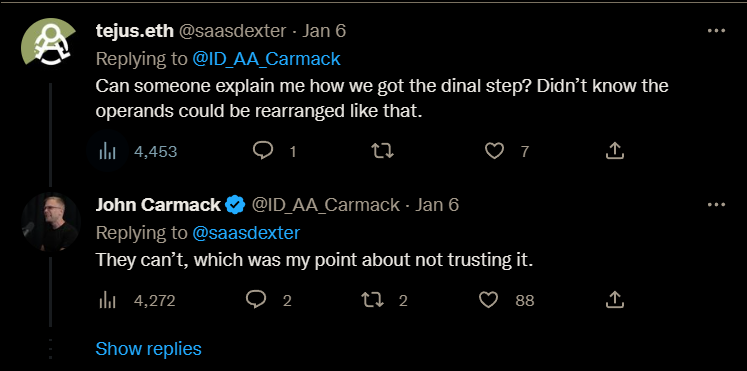 tejus.eth @saasdexter · Jan 6
Replying to @ID_AA_Carmack
Can someone explain me how we got the dinal step? Didn’t know the
operands could be rearranged like that.
4,453 1 7
John Carmack @ID_AA_Carmack · Jan 6
Replying to @saasdexter
They can’t, which was my point about not trusting it.
4,272 2 2 88
Show replies